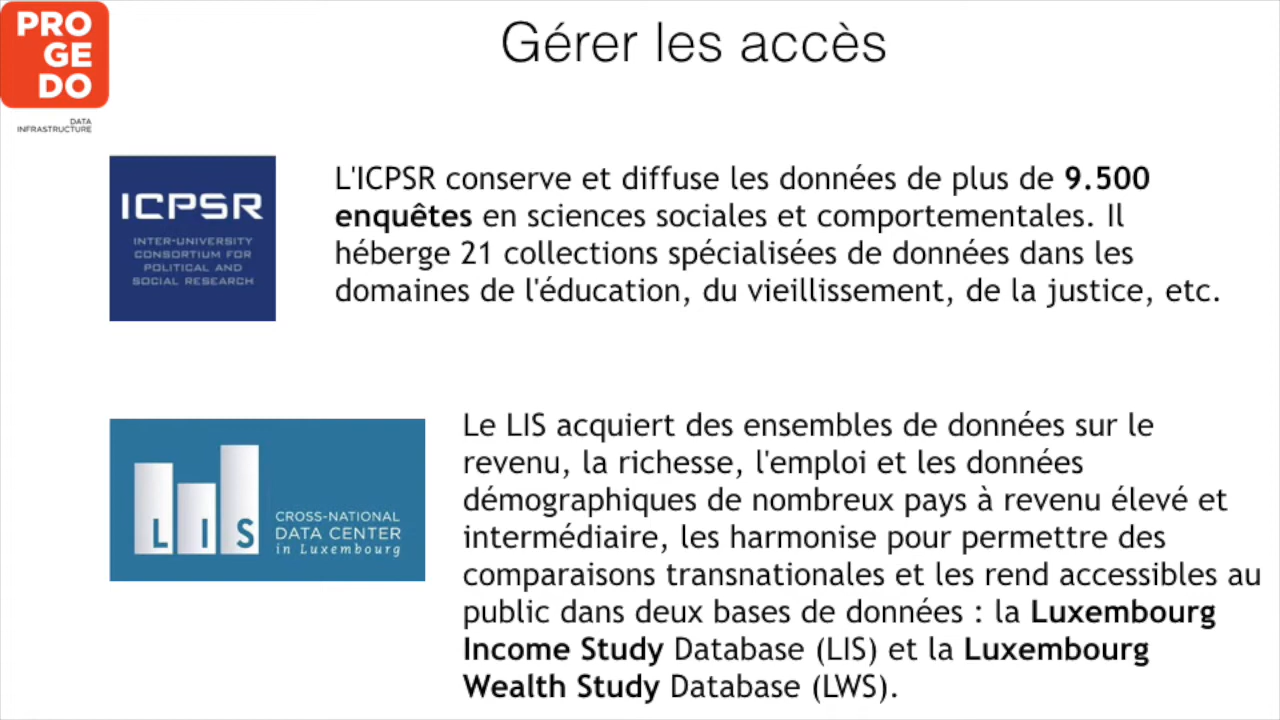 PRO
GE
DO
DATA
INFRASTRUCTURE
Gérer les accès
ICPSR
INTER-UNIVERSITY
CONSORTIUM FOR
POLITICAL AND
SOCIAL RESEARCH
L'ICPSR conserve et diffuse les données de plus de 9.500
enquêtes en sciences sociales et comportementales. Il
héberge 21 collections spécialisées de données dans les
domaines de l'éducation, du vieillissement, de la justice, etc.
LIS
CROSS-NATIONAL
DATA CENTER
in Luxembourg
Le LIS acquiert des ensembles de données sur le
revenu, la richesse, l'emploi et les données
démographiques de nombreux pays à revenu élevé et
intermédiaire, les harmonise pour permettre des
comparaisons transnationales et les rend accessibles au
public dans deux bases de données : la Luxembourg
Income Study Database (LIS) et la Luxembourg
Wealth Study Database (LWS).